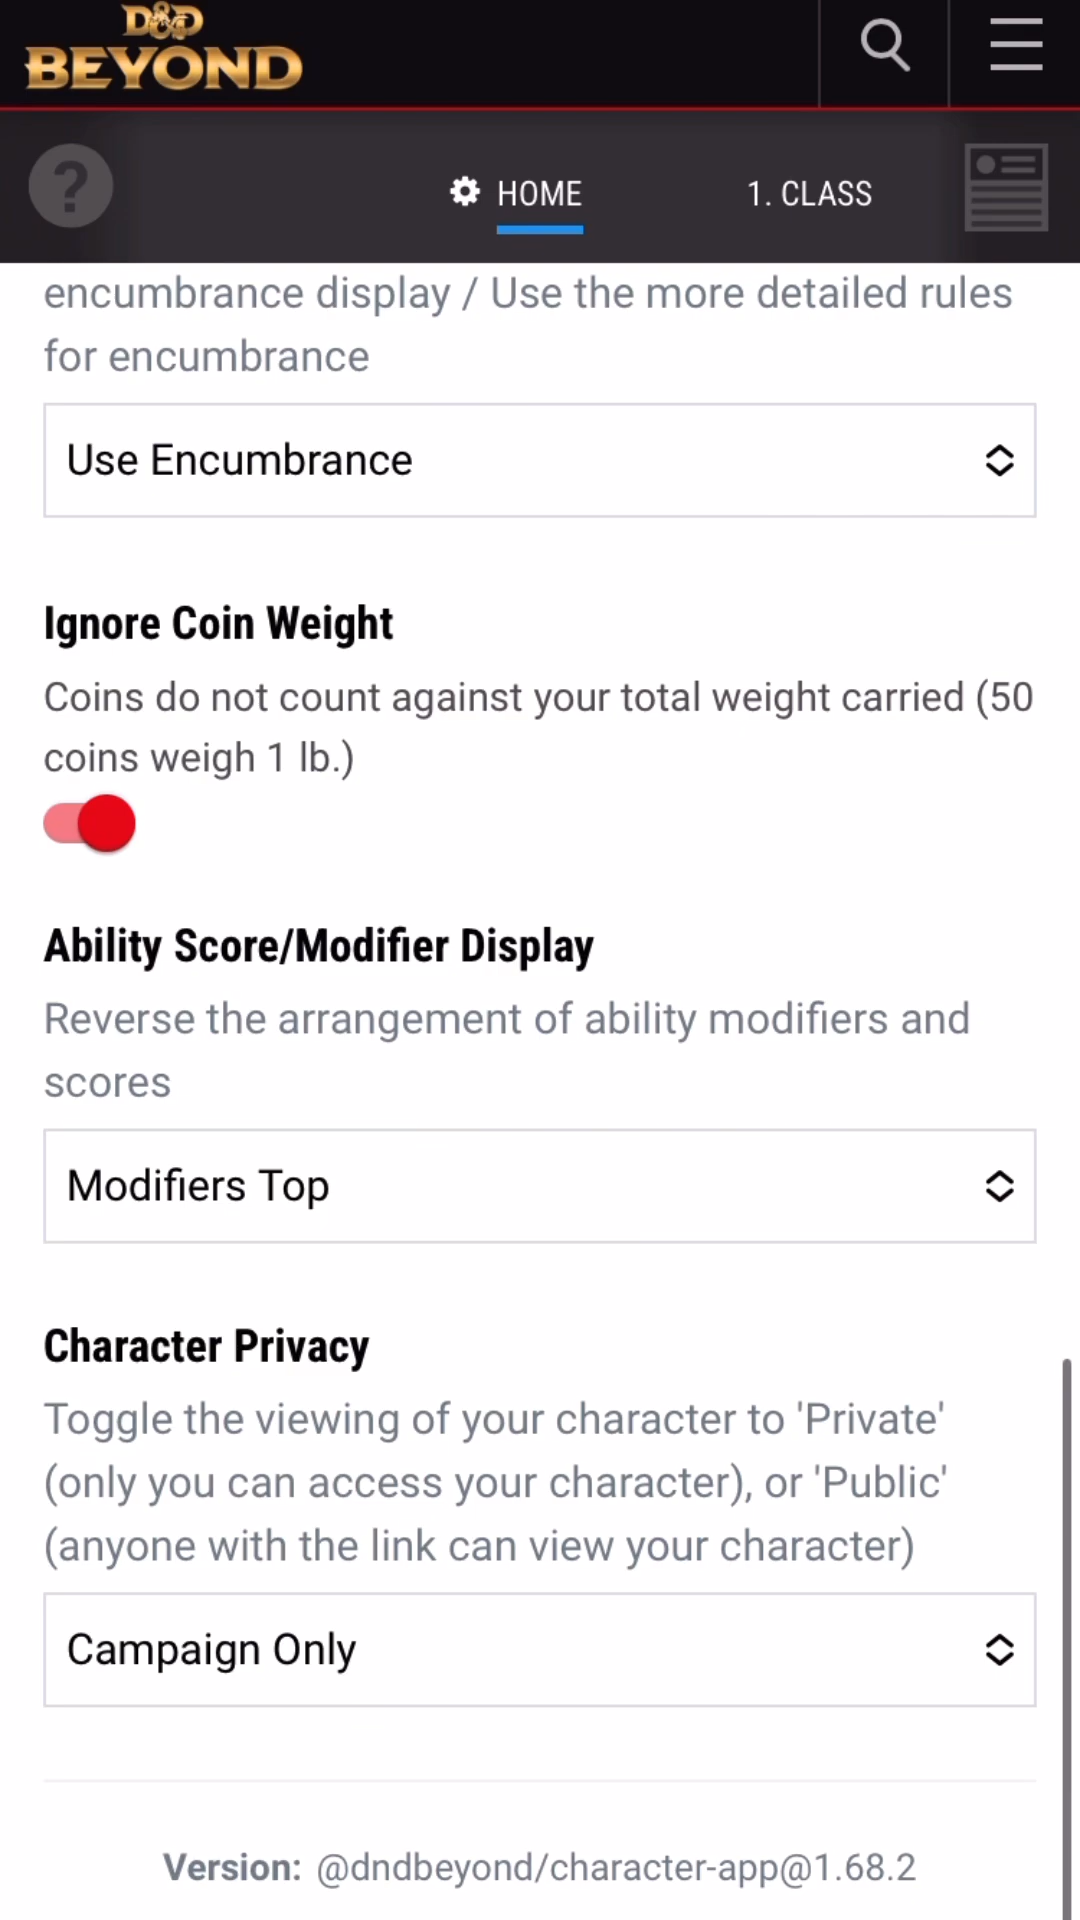 D&D
BEYOND
?
HOME
1. CLASS
encumbrance display / Use the more detailed rules
for encumbrance
Use Encumbrance
Ignore Coin Weight
Coins do not count against your total weight carried (50
coins weigh 1 lb.)
Ability Score/Modifier Display
Reverse the arrangement of ability modifiers and
scores
Modifiers Top
Character Privacy
Toggle the viewing of your character to 'Private'
(only you can access your character), or 'Public'
(anyone with the link can view your character)
Campaign Only
Version: @dndbeyond/character-app@1.68.2